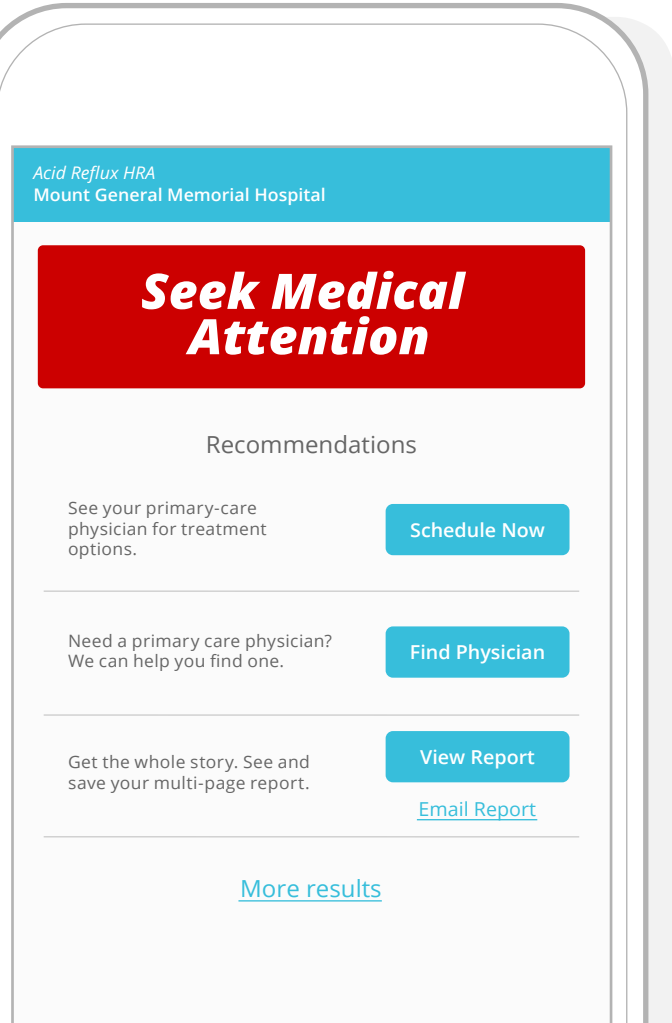 Acid Reflux HRA
Mount General Memorial Hospital
Seek Medical
Attention
Recommendations
See your primary-care
physician for treatment
options.
Schedule Now
Need a primary care physician?
We can help you find one.
Find Physician
Get the whole story. See and
save your multi-page report.
View Report
Email Report
More results